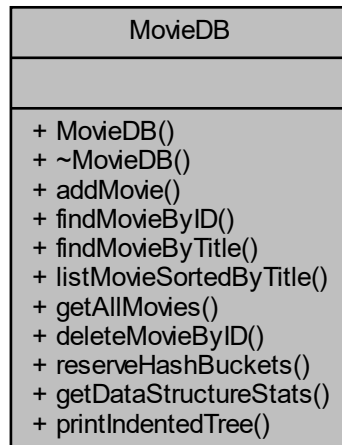 MovieDB
+ MovieDB()
+ ~MovieDB()
+ addMovie()
+ findMovieByID()
+ findMovieByTitle()
+ listMovieSortedByTitle()
+ getAllMovies()
+ deleteMovieByID()
+ reserveHashBuckets()
+ getDataStructureStats()
+ printIndentedTree()